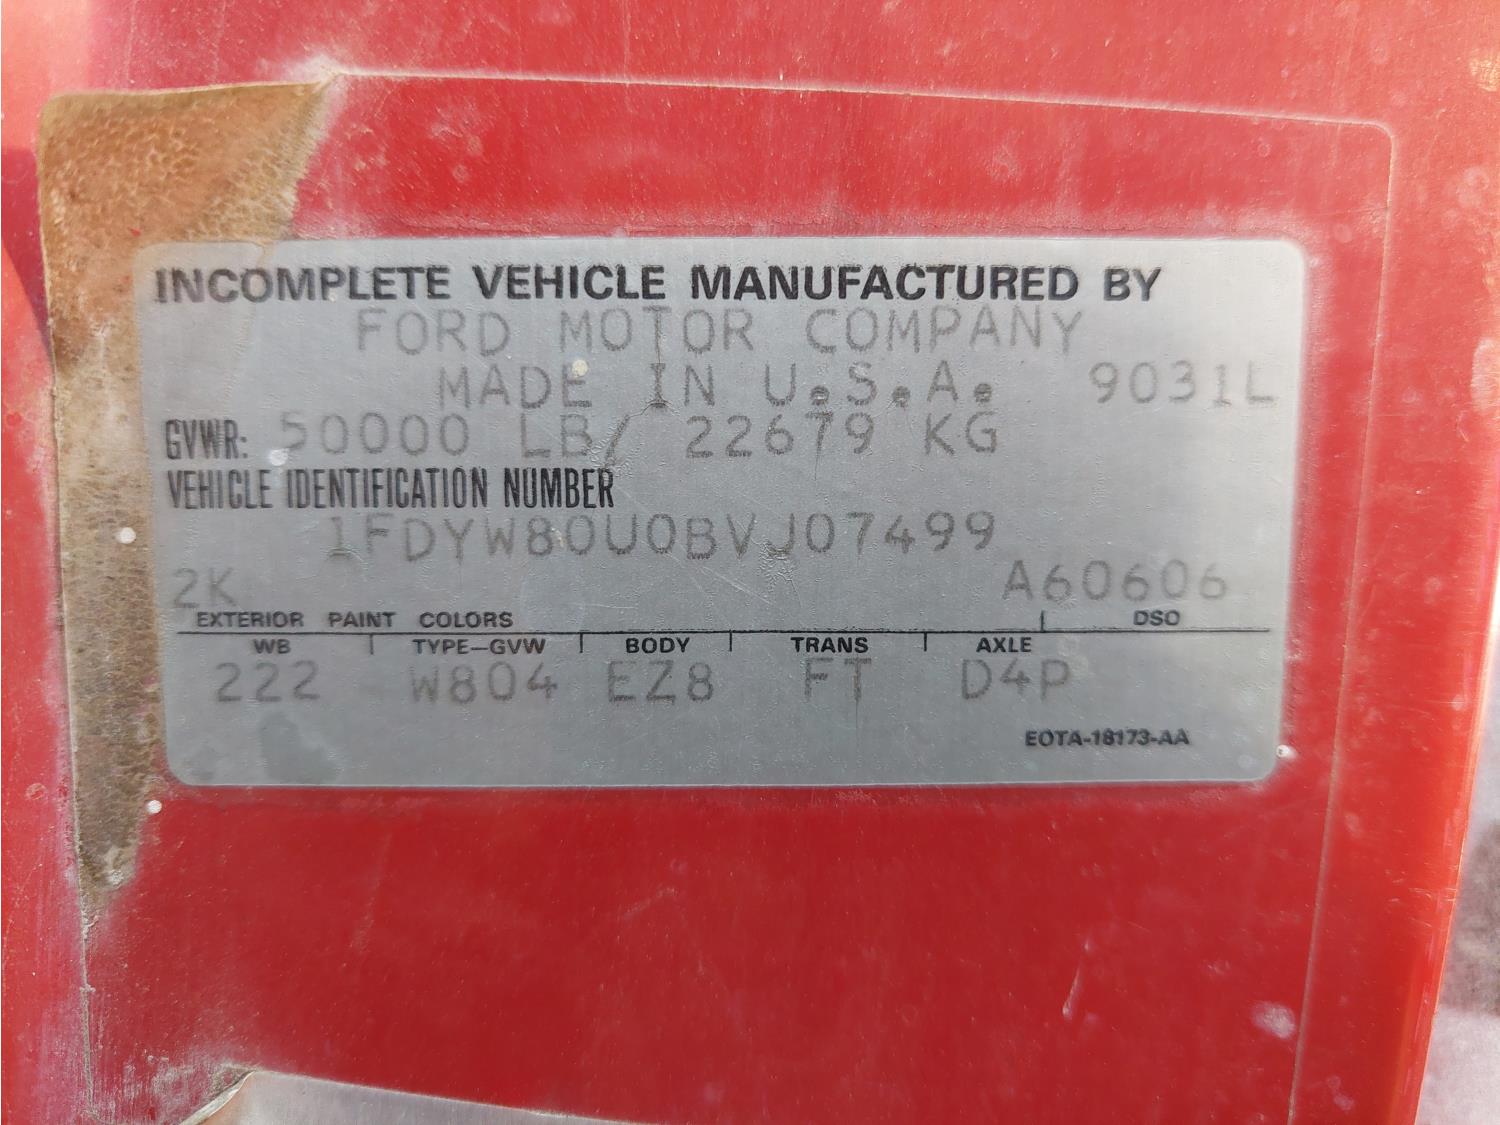 INCOMPLETE VEHICLE MANUFACTURED BY
FORD MOTOR COMPANY
MADE IN U.S.A. 9031L
GVWR: 50000 LB/ 22679 KG
VEHICLE IDENTIFICATION NUMBER
1FDYW80U0BVJ07499
2K A60606
EXTERIOR PAINT COLORS DSO
WB TYPE-GVW BODY TRANS AXLE
222 W804 EZ8 FT D4P
EOTA-18173-AA